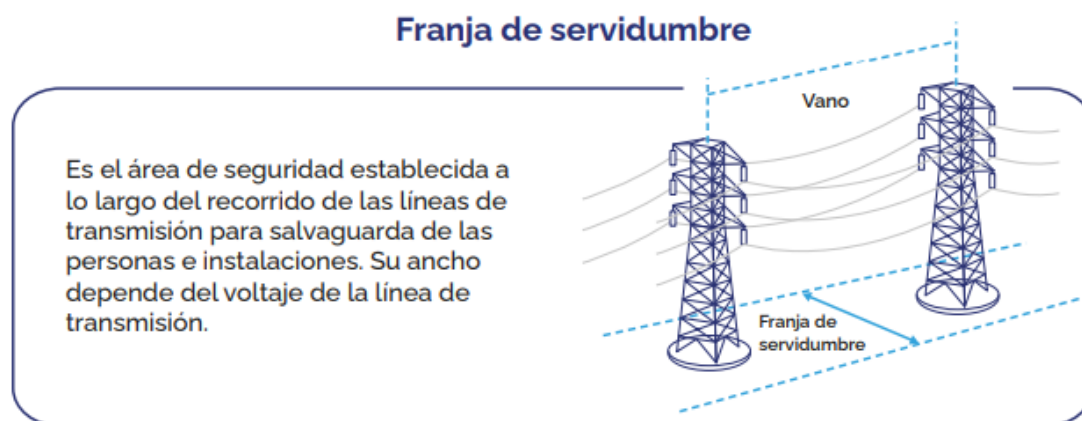 Franja de servidumbre
Vano
Es el área de seguridad establecida a
lo largo del recorrido de las líneas de
transmisión para salvaguarda de las
personas e instalaciones. Su ancho
depende del voltaje de la línea de
transmisión.
Franja de
servidumbre